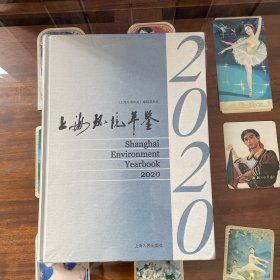 《上海环境年鉴》编辑委员会
上海环境年鉴
Shanghai
Environment
Yearbook
2020
2020
上海人民出版社